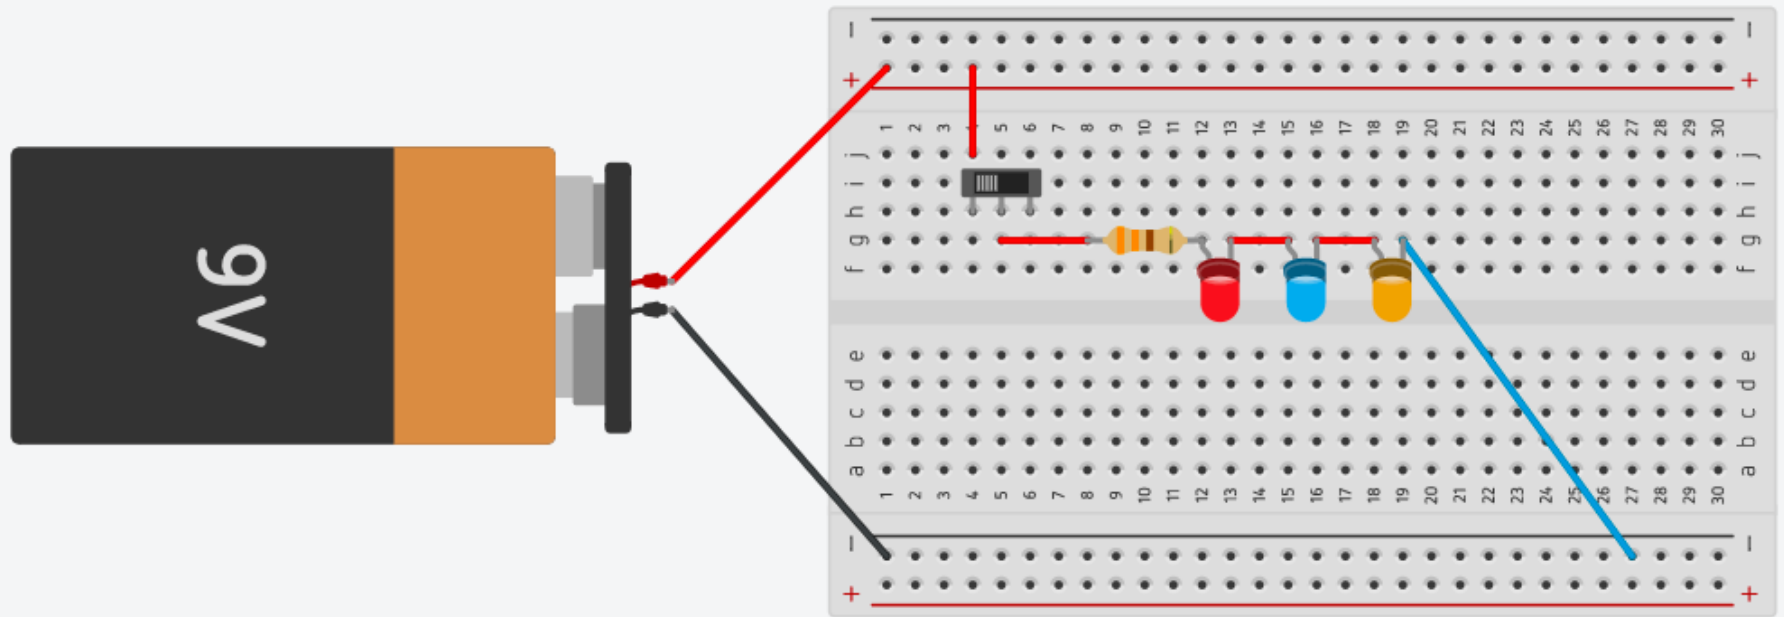 9V
− −
+ +
1 2 3 4 5 6 7 8 9 10 11 12 13 14 15 16 17 18 19 20 21 22 23 24 25 26 27 28 29 30
j j
i i
h h
g g
f f
e e
d d
c c
b b
a a
1 2 3 4 5 6 7 8 9 10 11 12 13 14 15 16 17 18 19 20 21 22 23 24 25 26 27 28 29 30
− −
+ +